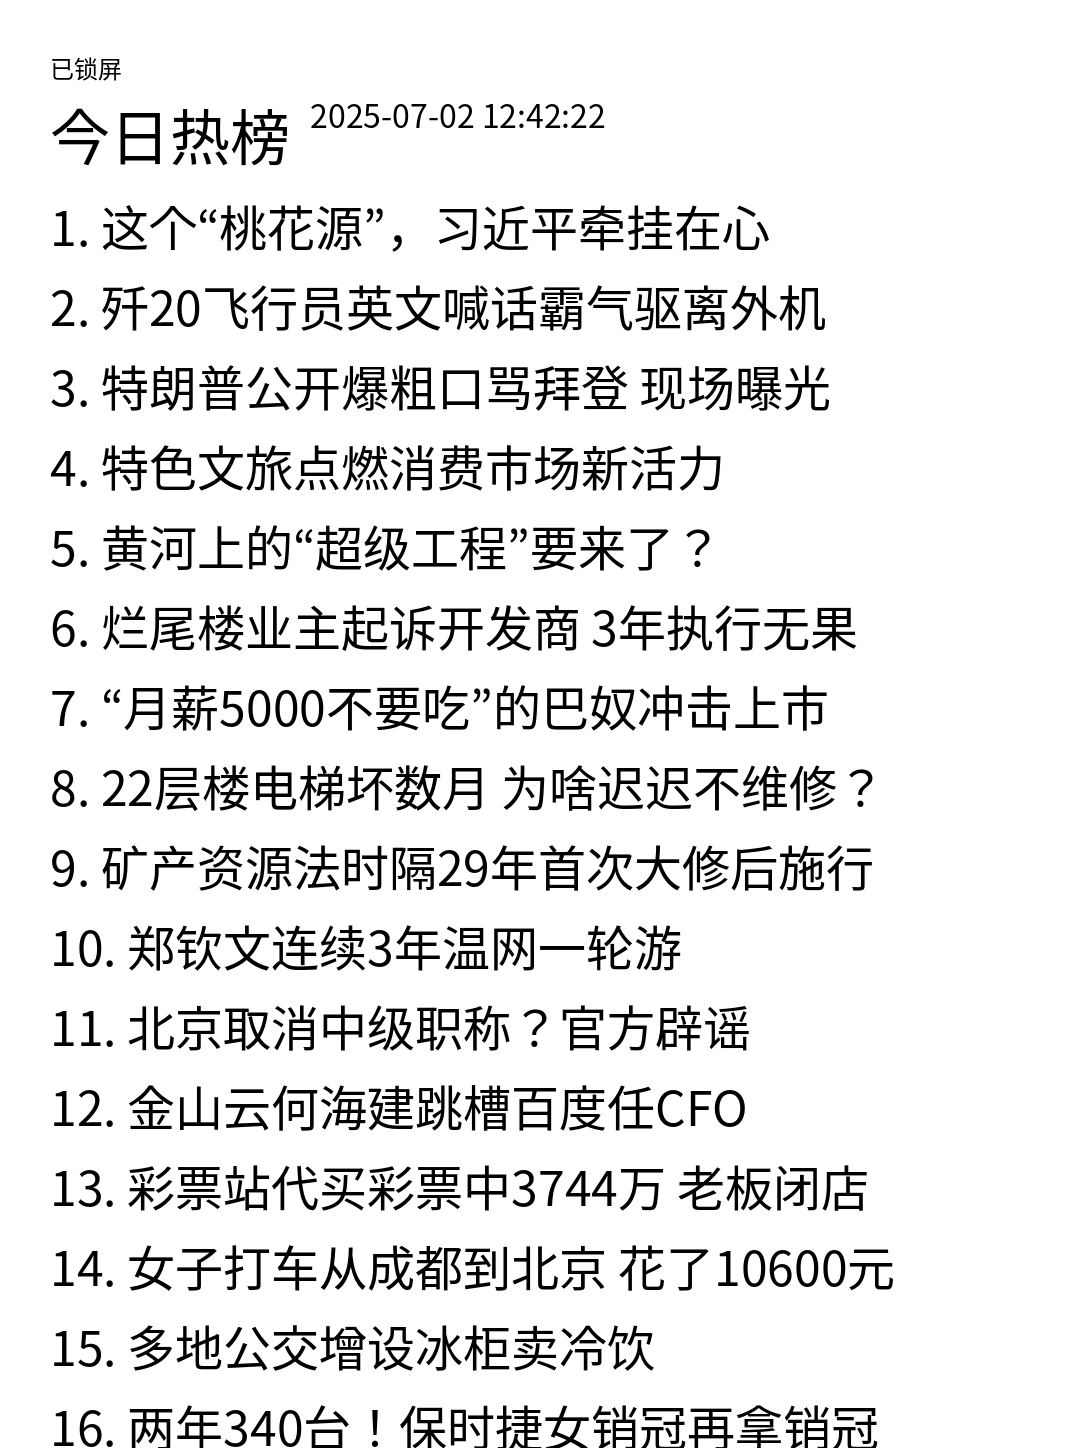 已锁屏
今日热榜 2025-07-02 12:42:22
1. 这个“桃花源”，习近平牵挂在心
2. 歼20飞行员英文喊话霸气驱离外机
3. 特朗普公开爆粗口骂拜登 现场曝光
4. 特色文旅点燃消费市场新活力
5. 黄河上的“超级工程”要来了？
6. 烂尾楼业主起诉开发商 3年执行无果
7. “月薪5000不要吃”的巴奴冲击上市
8. 22层楼电梯坏数月 为啥迟迟不维修？
9. 矿产资源法时隔29年首次大修后施行
10. 郑钦文连续3年温网一轮游
11. 北京取消中级职称？官方辟谣
12. 金山云何海建跳槽百度任CFO
13. 彩票站代买彩票中3744万 老板闭店
14. 女子打车从成都到北京 花了10600元
15. 多地公交增设冰柜卖冷饮
16. 两年340台！保时捷女销冠再拿销冠